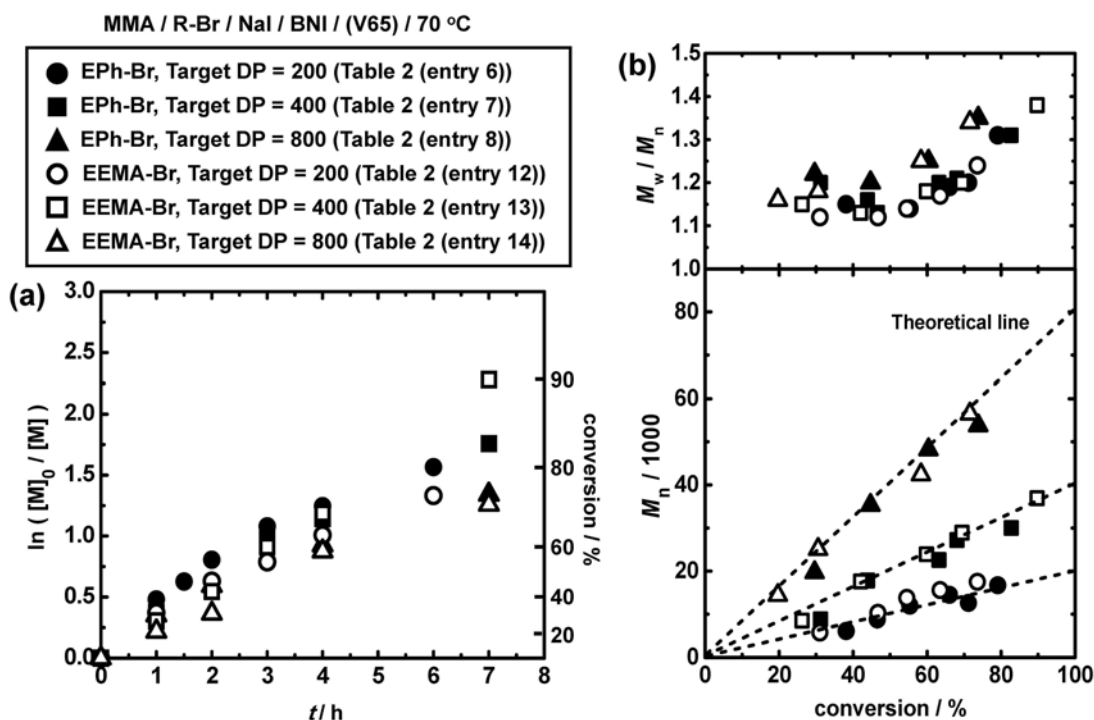 MMA / R-Br / NaI / BNI / (V65) / 70 °C
EPh-Br, Target DP = 200 (Table 2 (entry 6))
EPh-Br, Target DP = 400 (Table 2 (entry 7))
EPh-Br, Target DP = 800 (Table 2 (entry 8))
EEMA-Br, Target DP = 200 (Table 2 (entry 12))
EEMA-Br, Target DP = 400 (Table 2 (entry 13))
EEMA-Br, Target DP = 800 (Table 2 (entry 14))
(a)
3.0
2.5
2.0
1.5
1.0
0.5
0.0
ln ( [M]0 / [M] )
0 1 2 3 4 5 6 7 8
t / h
90
80
60
40
20
conversion / %
(b)
1.5
1.4
1.3
1.2
1.1
1.0
Mw / Mn
Theoretical line
80
60
40
20
0
Mn / 1000
0 20 40 60 80 100
conversion / %